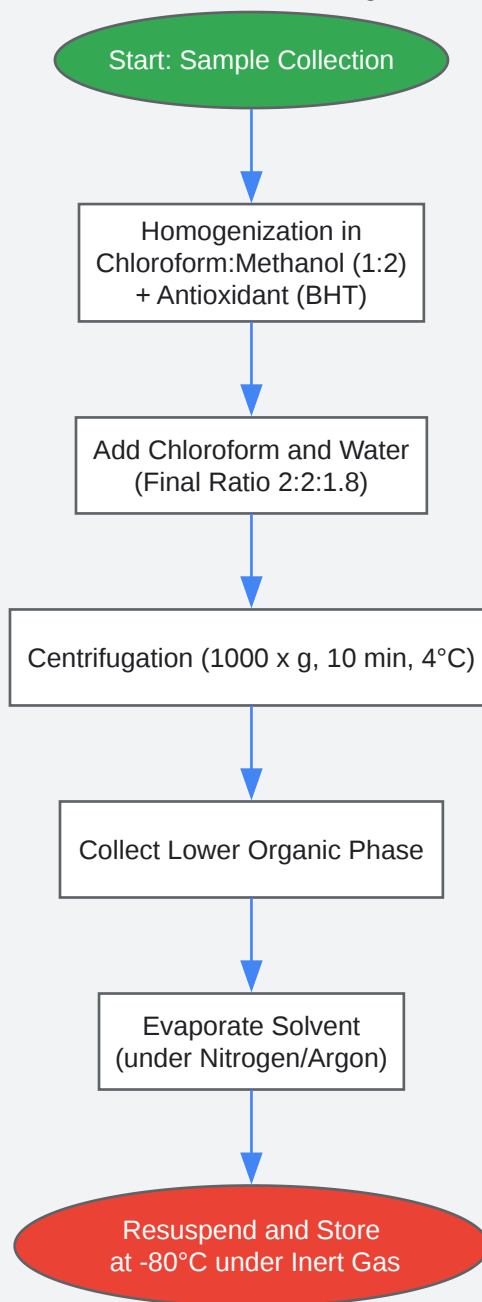 Start: Sample Collection
Homogenization in
Chloroform:Methanol (1:2)
+ Antioxidant (BHT)
Add Chloroform and Water
(Final Ratio 2:2:1.8)
Centrifugation (1000 x g, 10 min, 4°C)
Collect Lower Organic Phase
Evaporate Solvent
(under Nitrogen/Argon)
Resuspend and Store
at -80°C under Inert Gas